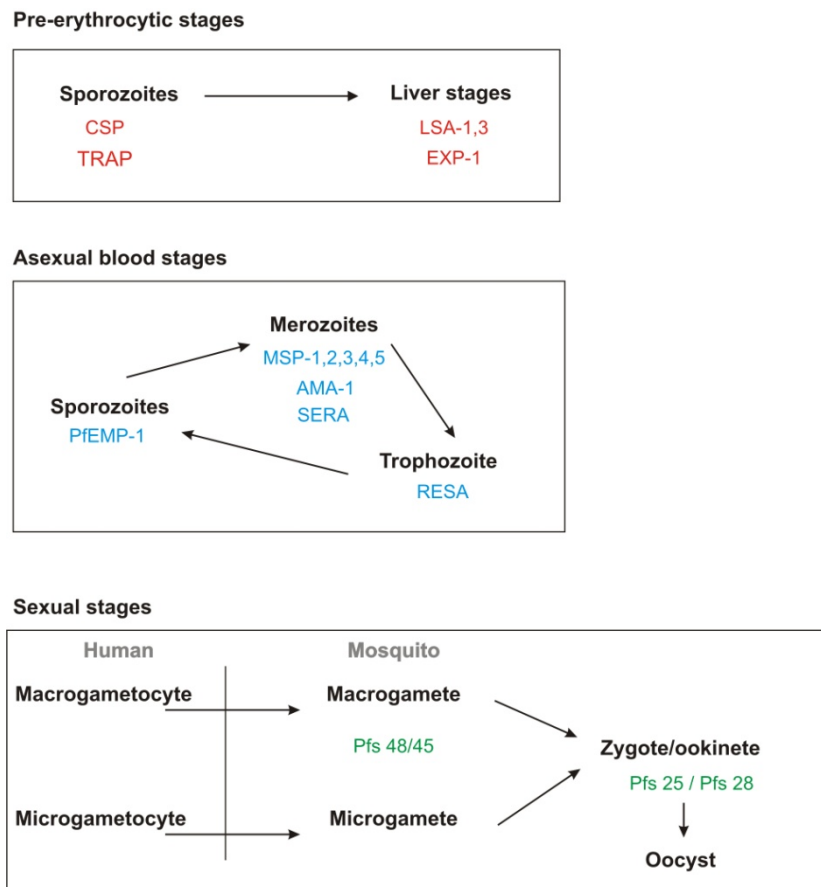 Pre-erythrocytic stages
Sporozoites
Liver stages
CSP
LSA-1,3
TRAP
EXP-1
Asexual blood stages
Merozoites
MSP-1,2,3,4,5
AMA-1
SERA
Sporozoites
PfEMP-1
Trophozoite
RESA
Sexual stages
Human
Mosquito
Macrogametocyte
Macrogamete
Pfs 48/45
Zygote/ookinete
Pfs 25 / Pfs 28
Microgametocyte
Microgamete
Oocyst